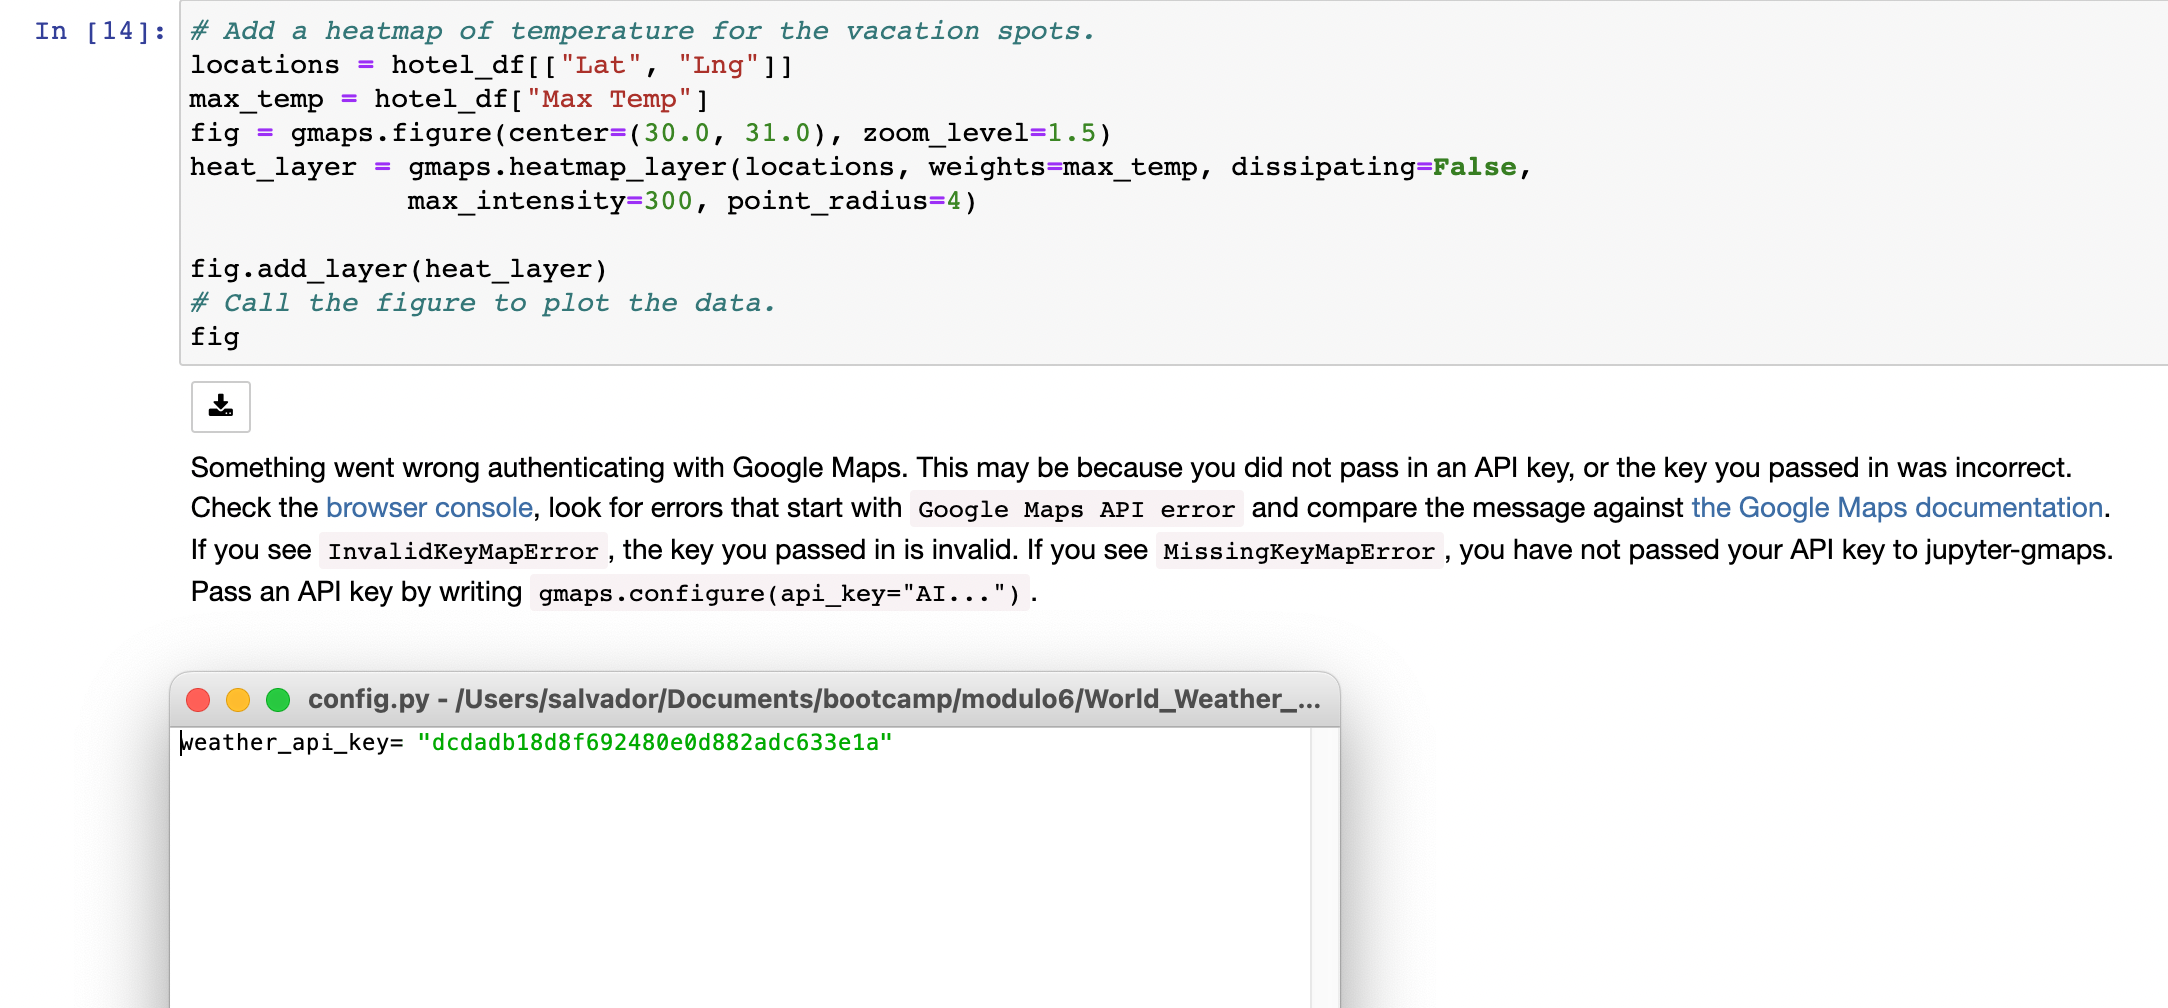 In [14]:
# Add a heatmap of temperature for the vacation spots.
locations = hotel_df[["Lat", "Lng"]]
max_temp = hotel_df["Max Temp"]
fig = gmaps.figure(center=(30.0, 31.0), zoom_level=1.5)
heat_layer = gmaps.heatmap_layer(locations, weights=max_temp, dissipating=False,
             max_intensity=300, point_radius=4)

fig.add_layer(heat_layer)
# Call the figure to plot the data.
fig
Something went wrong authenticating with Google Maps. This may be because you did not pass in an API key, or the key you passed in was incorrect.
Check the browser console, look for errors that start with Google Maps API error and compare the message against the Google Maps documentation.
If you see InvalidKeyMapError, the key you passed in is invalid. If you see MissingKeyMapError, you have not passed your API key to jupyter-gmaps.
Pass an API key by writing gmaps.configure(api_key="AI...").
config.py - /Users/salvador/Documents/bootcamp/modulo6/World_Weather_...
weather_api_key= "dcdadb18d8f692480e0d882adc633e1a"